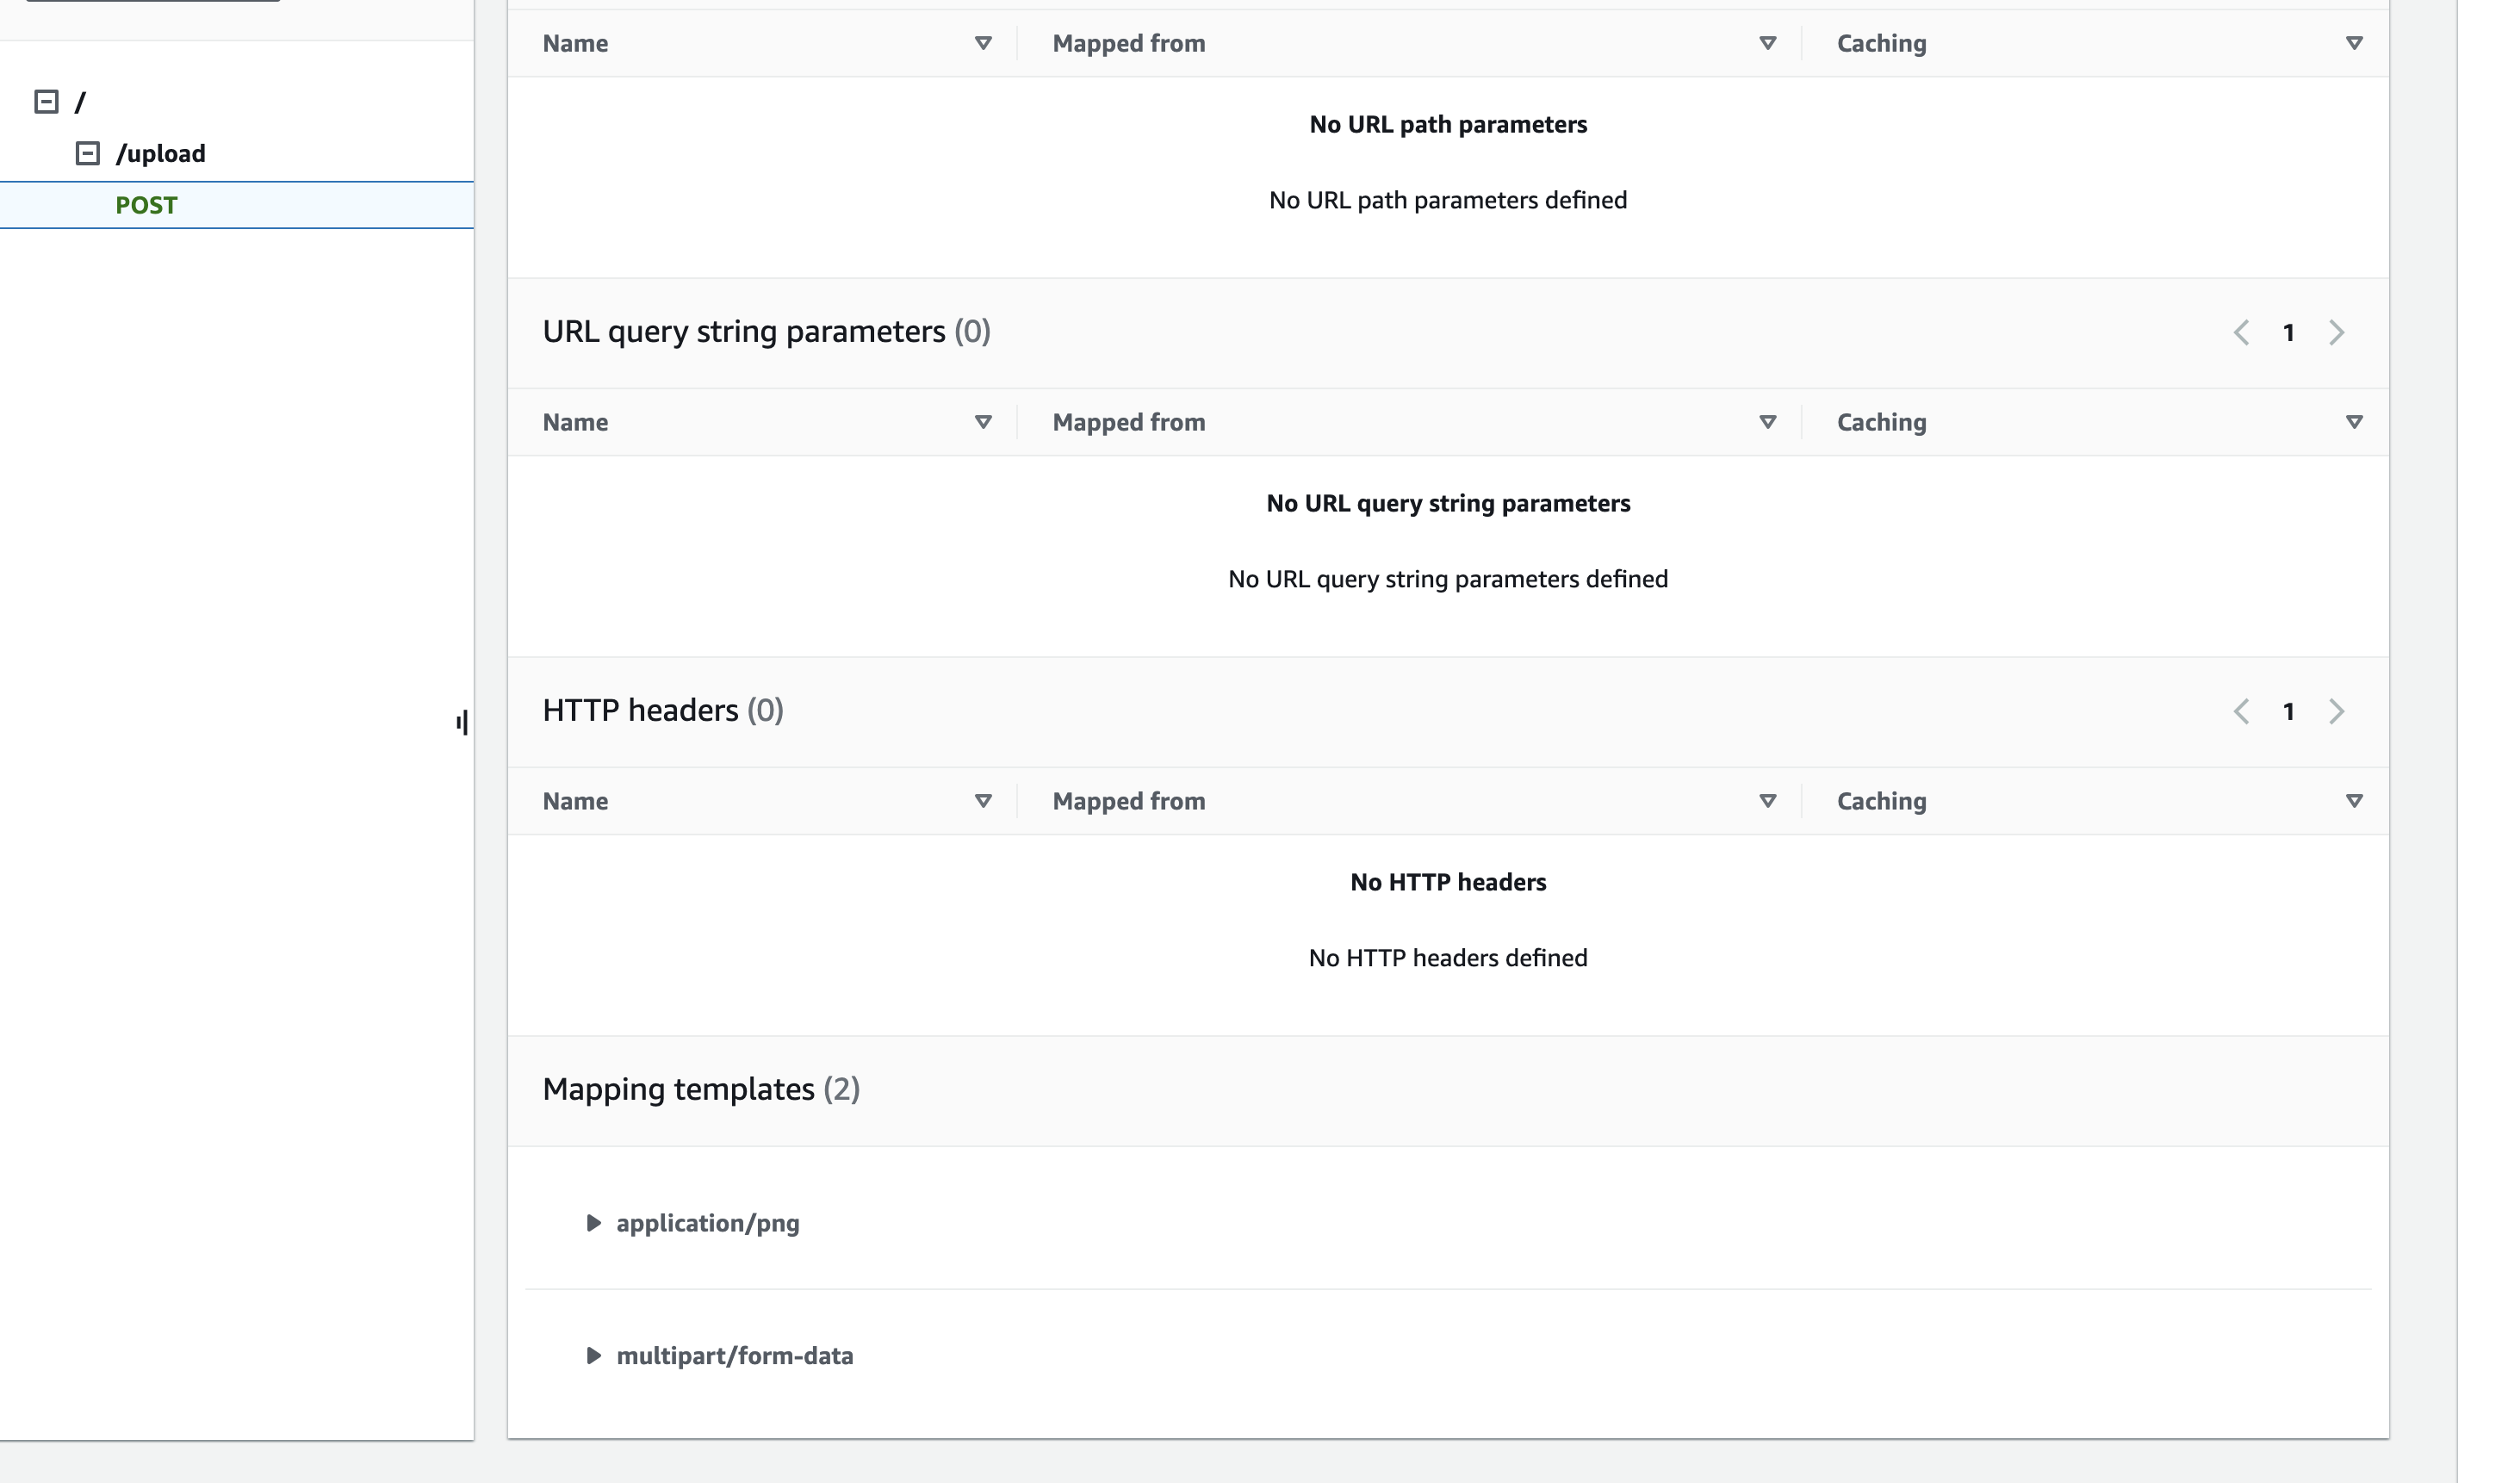 /
/upload
POST
Name Mapped from Caching
No URL path parameters
No URL path parameters defined
URL query string parameters (0) 1
Name Mapped from Caching
No URL query string parameters
No URL query string parameters defined
HTTP headers (0) 1
Name Mapped from Caching
No HTTP headers
No HTTP headers defined
Mapping templates (2)
application/png
multipart/form-data